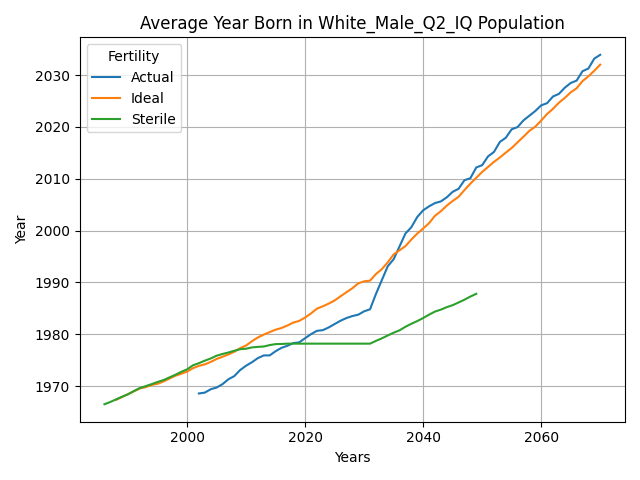 Average Year Born in White_Male_Q2_IQ Population
Fertility
Actual
Ideal
Sterile
2030
2020
2010
2000
1990
1980
1970
Year
2000
2020
2040
2060
Years